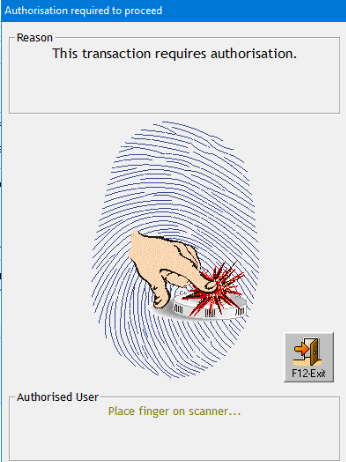 Authorisation required to proceed
Reason
This transaction requires authorisation.
F12-Exit
Authorised User
Place finger on scanner...